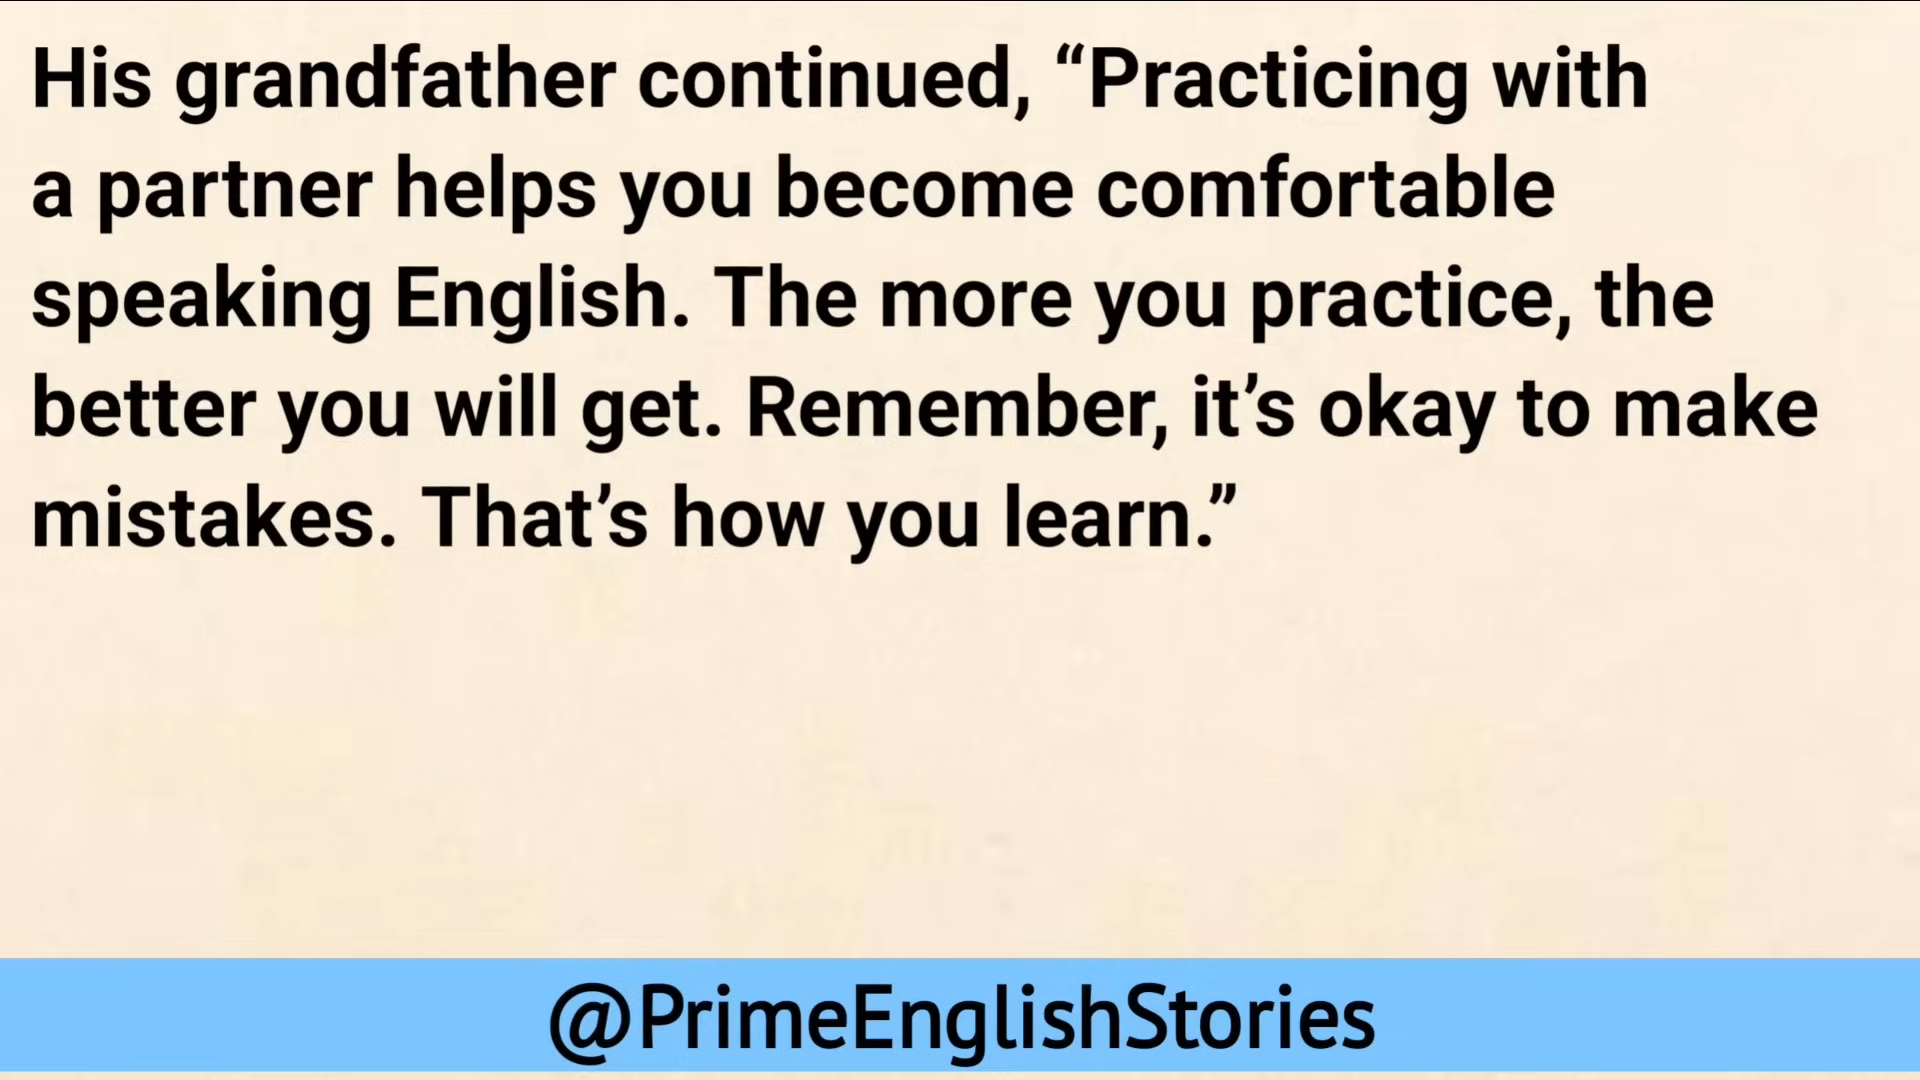 His grandfather continued, “Practicing with
a partner helps you become comfortable
speaking English. The more you practice, the
better you will get. Remember, it’s okay to make
mistakes. That’s how you learn.”
@PrimeEnglishStories